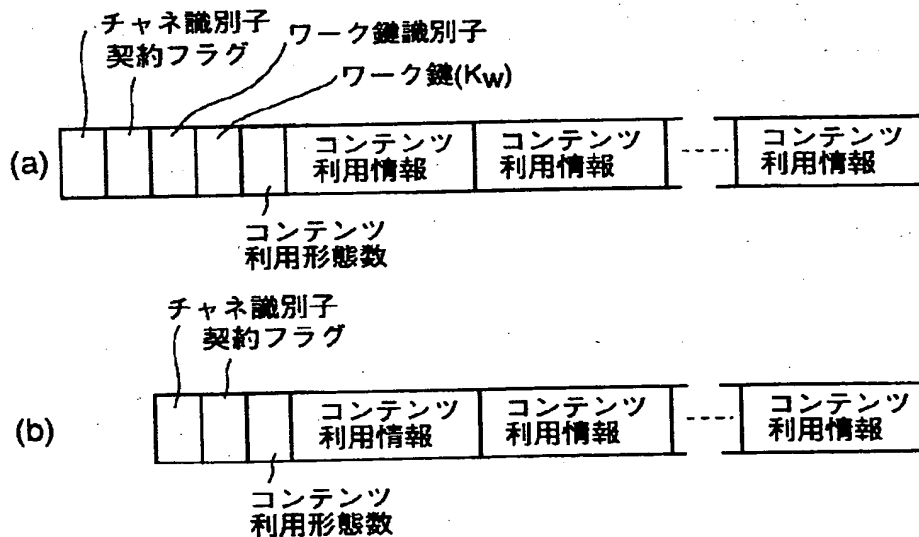 チャネ識別子
契約フラグ
ワーク鍵識別子
ワーク鍵(KW)
(a)
コンテンツ
利用情報
コンテンツ
利用情報
コンテンツ
利用情報
コンテンツ
利用形態数
チャネ識別子
契約フラグ
(b)
コンテンツ
利用情報
コンテンツ
利用情報
コンテンツ
利用情報
コンテンツ
利用形態数